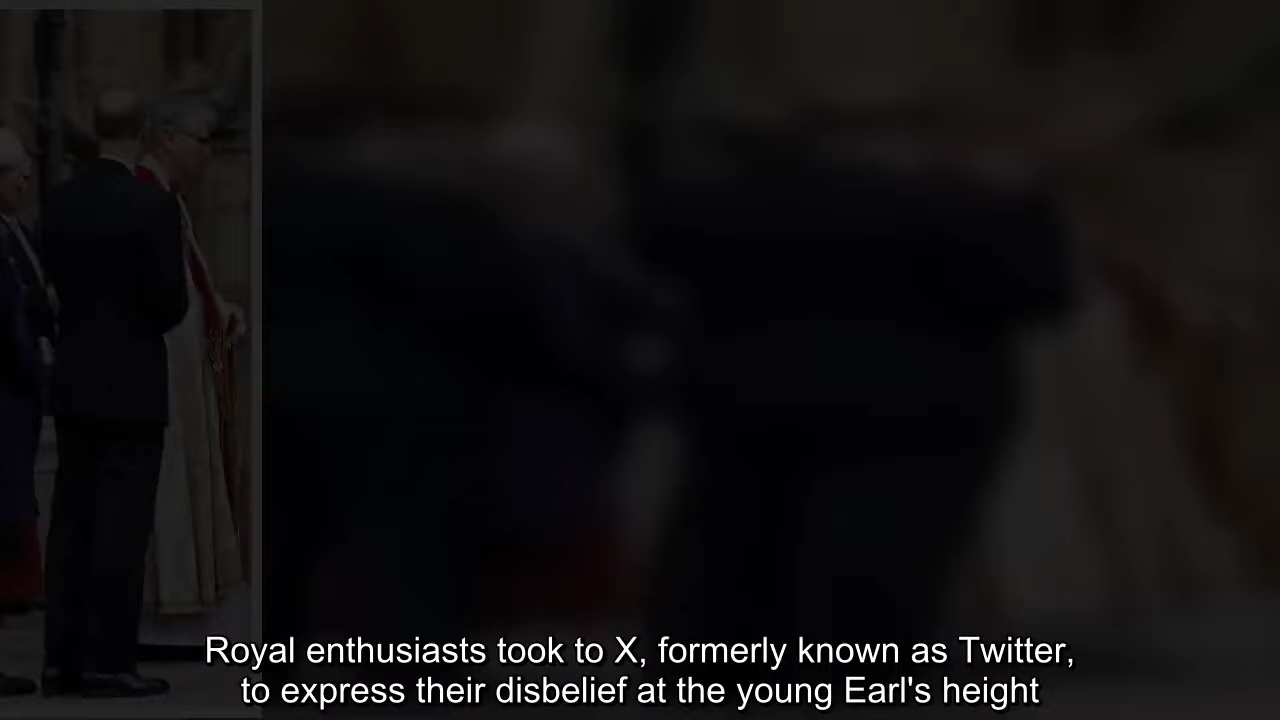 Royal enthusiasts took to X, formerly known as Twitter,
to express their disbelief at the young Earl's height